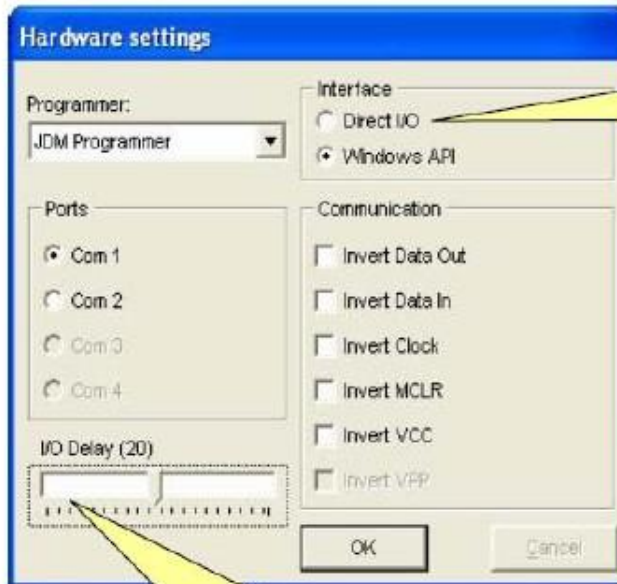 Hardware settings
Programmer:
JDM Programmer
Interface
Direct I/O
Windows API
Ports
Com 1
Com 2
Com 3
Com 4
Communication
Invert Data Out
Invert Data In
Invert Clock
Invert MCLR
Invert VCC
Invert VPP
I/O Delay (20)
OK
Cancel